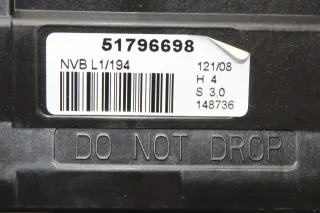 51796698
NVB L1/194
121/08
H 4
S 3,0
148736
DO NOT DROP